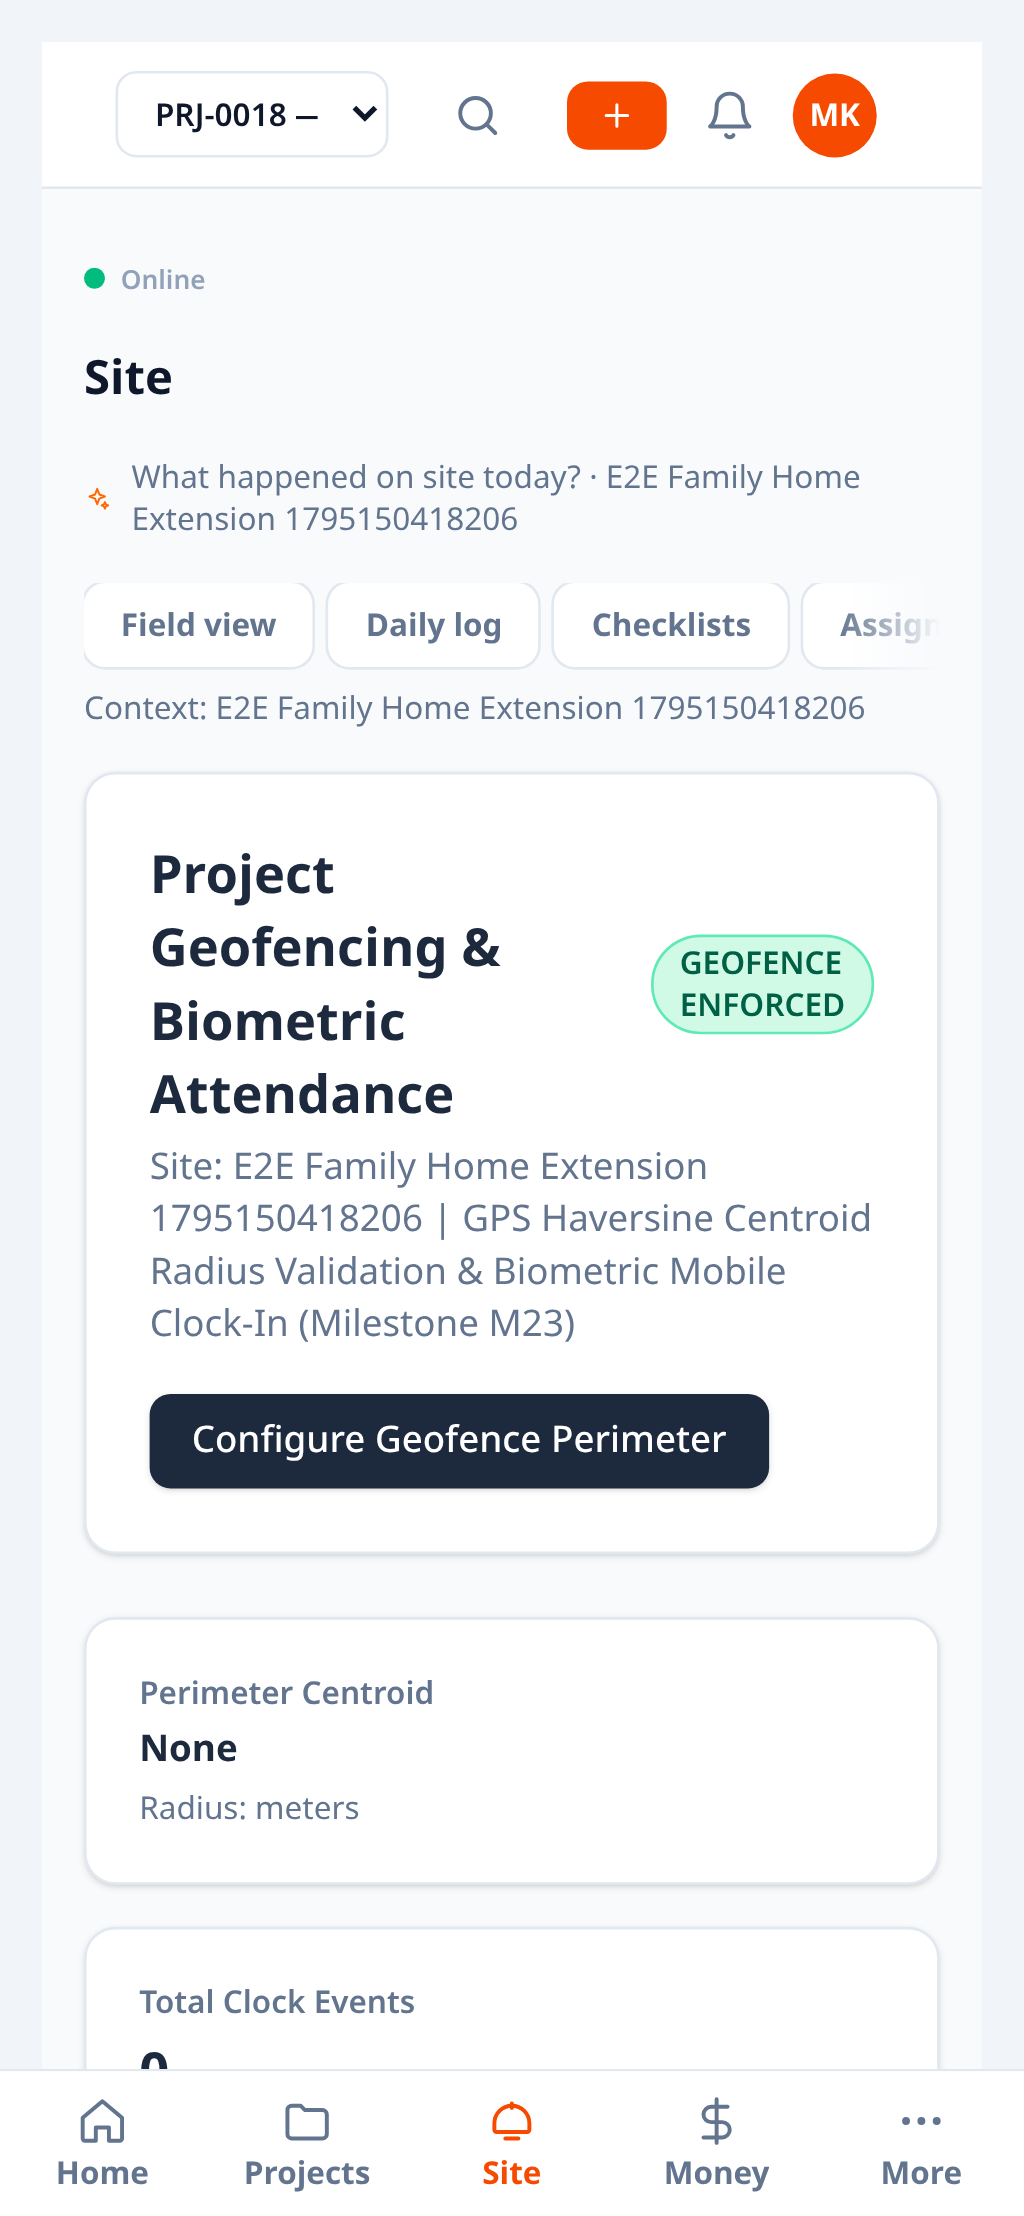 PRJ-0018 —
MK
Online
Site
What happened on site today? · E2E Family Home
Extension 1795150418206
Field view
Daily log
Checklists
Assign
Context: E2E Family Home Extension 1795150418206
Project
Geofencing &
Biometric
Attendance
GEOFENCE
ENFORCED
Site: E2E Family Home Extension
1795150418206 | GPS Haversine Centroid
Radius Validation & Biometric Mobile
Clock-In (Milestone M23)
Configure Geofence Perimeter
Perimeter Centroid
None
Radius: meters
Total Clock Events
0
Home
Projects
Site
Money
More